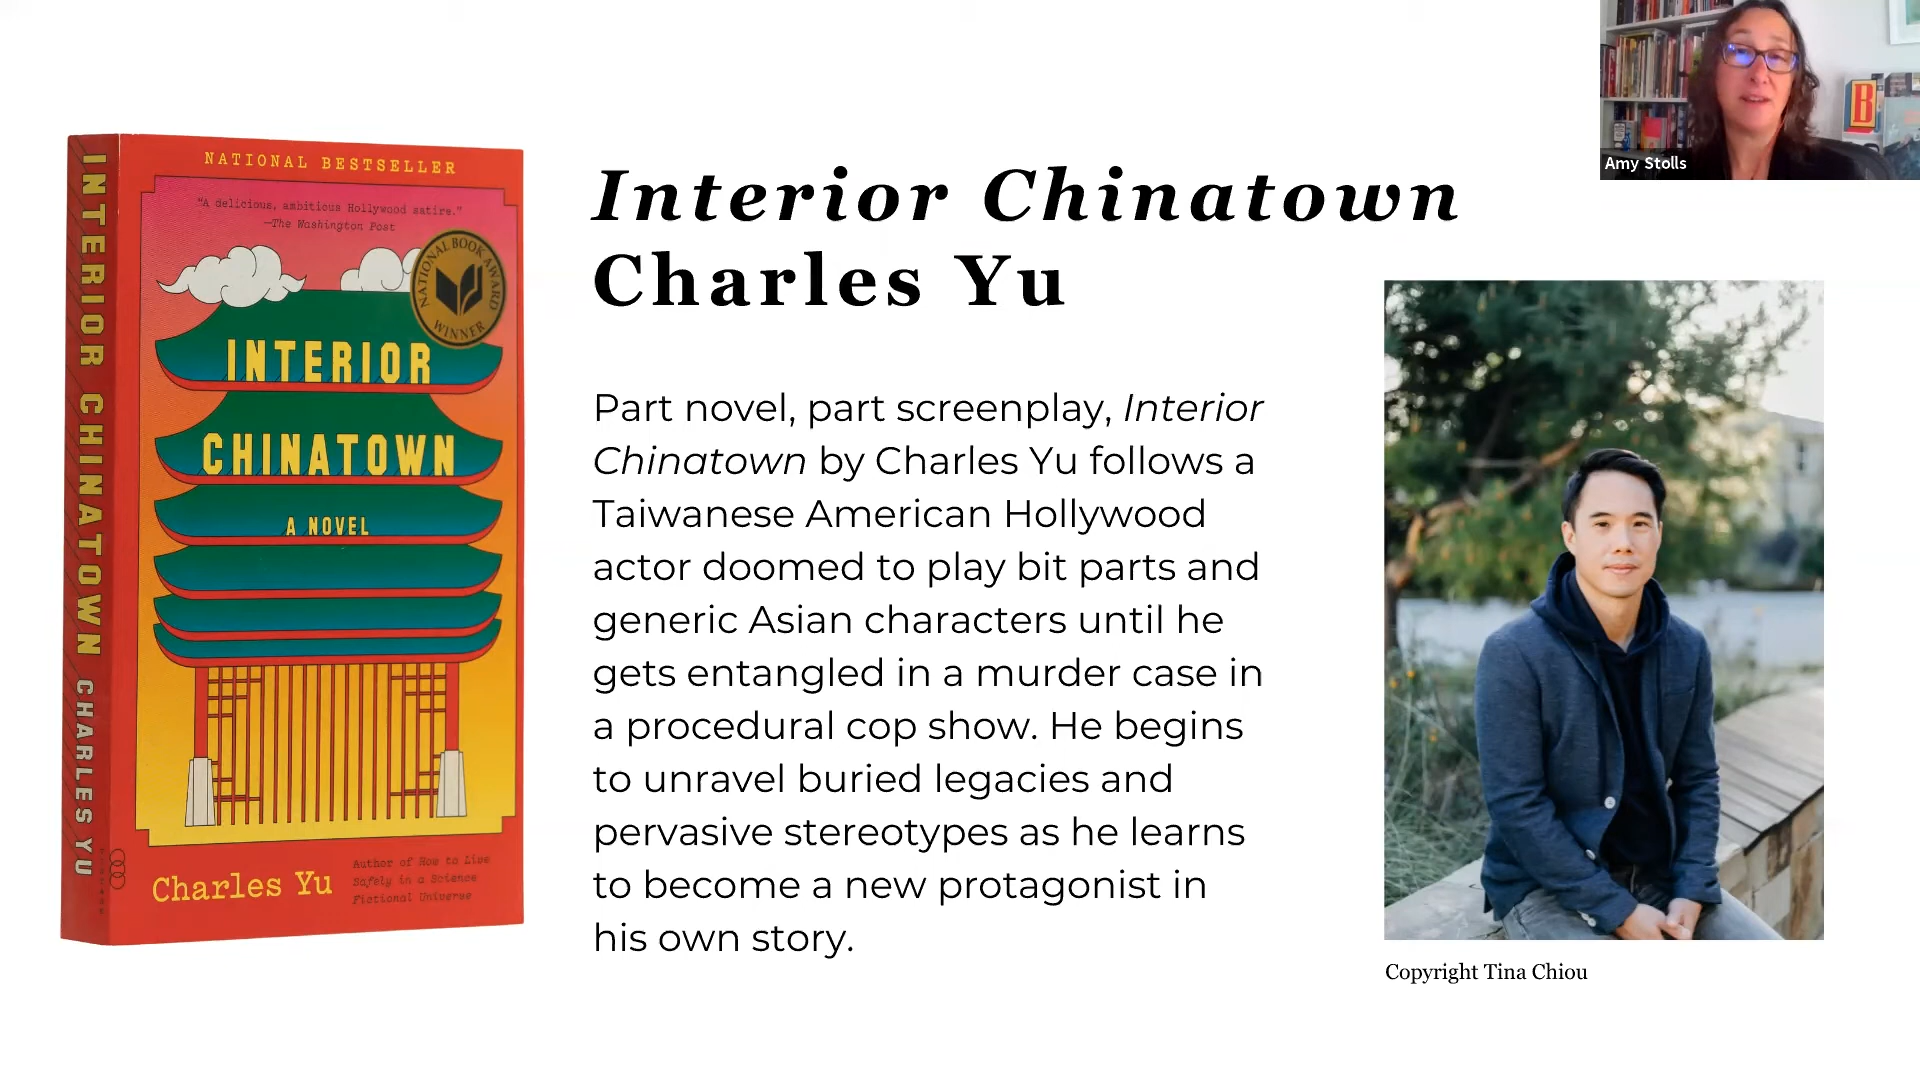 INTERIOR CHINATOWN CHARLES YU
NATIONAL BESTSELLER
"A delicious, ambitious Hollywood satire."
—The Washington Post
NATIONAL BOOK AWARD
WINNER
INTERIOR
CHINATOWN
A NOVEL
Charles Yu
Author of How to Live
Safely in a Science
Fictional Universe
Interior Chinatown
Charles Yu
Part novel, part screenplay, Interior
Chinatown by Charles Yu follows a
Taiwanese American Hollywood
actor doomed to play bit parts and
generic Asian characters until he
gets entangled in a murder case in
a procedural cop show. He begins
to unravel buried legacies and
pervasive stereotypes as he learns
to become a new protagonist in
his own story.
Copyright Tina Chiou
B
Amy Stolls